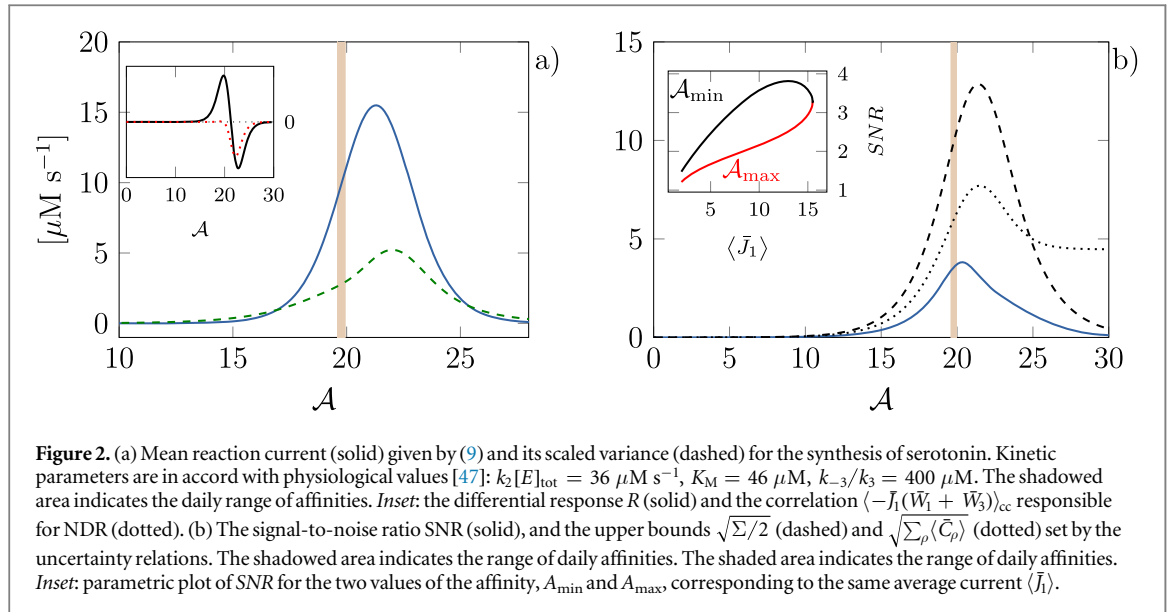 20
15
10
5
0
[μM s⁻¹]
10
15
20
25
𝒜
a)
0
0
10
20
30
𝒜
15
10
5
0
0
5
10
15
20
25
30
𝒜
b)
𝒜min
𝒜max
4
3
2
1
SNR
5
10
15
⟨J̄₁⟩
Figure 2. (a) Mean reaction current (solid) given by (9) and its scaled variance (dashed) for the synthesis of serotonin. Kinetic
parameters are in accord with physiological values [47]: k₂[E]tot = 36 μM s⁻¹, KM = 46 μM, k₋₃/k₃ = 400 μM. The shadowed
area indicates the daily range of affinities. Inset: the differential response R (solid) and the correlation ⟨−J̄₁(W̄₁ + W̄₃)⟩cc responsible
for NDR (dotted). (b) The signal-to-noise ratio SNR (solid), and the upper bounds √Σ/2 (dashed) and √∑ρ⟨C̄ρ⟩ (dotted) set by the
uncertainty relations. The shadowed area indicates the range of daily affinities. The shaded area indicates the range of daily affinities.
Inset: parametric plot of SNR for the two values of the affinity, Amin and Amax, corresponding to the same average current ⟨J̄₁⟩.